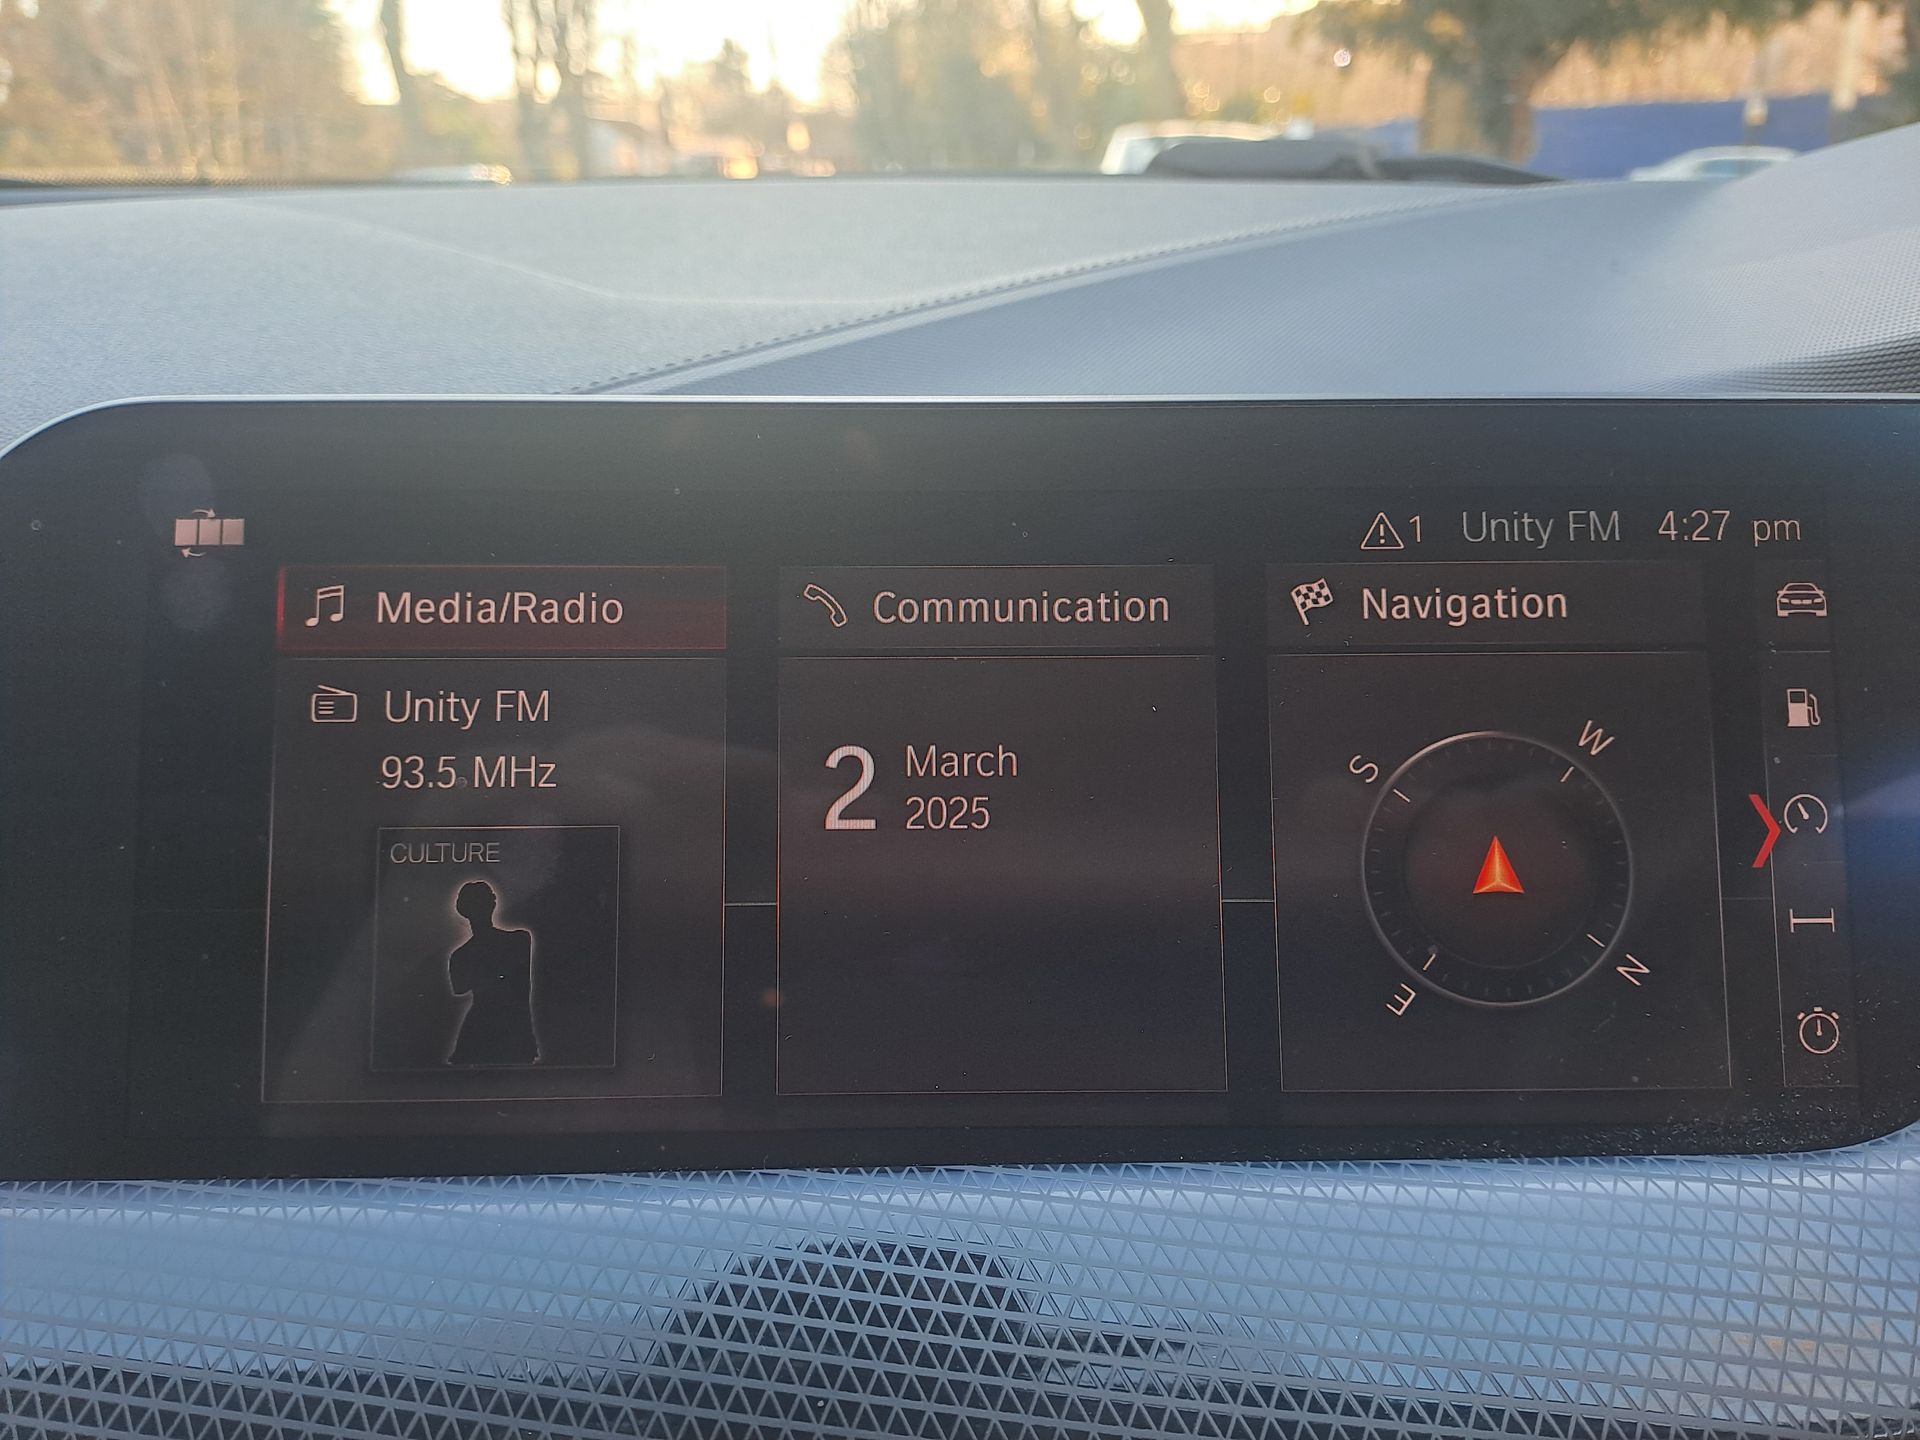 1 Unity FM 4:27 pm
Media/Radio
Unity FM
93.5 MHz
CULTURE
Communication
2 March
2025
Navigation
S W
E N